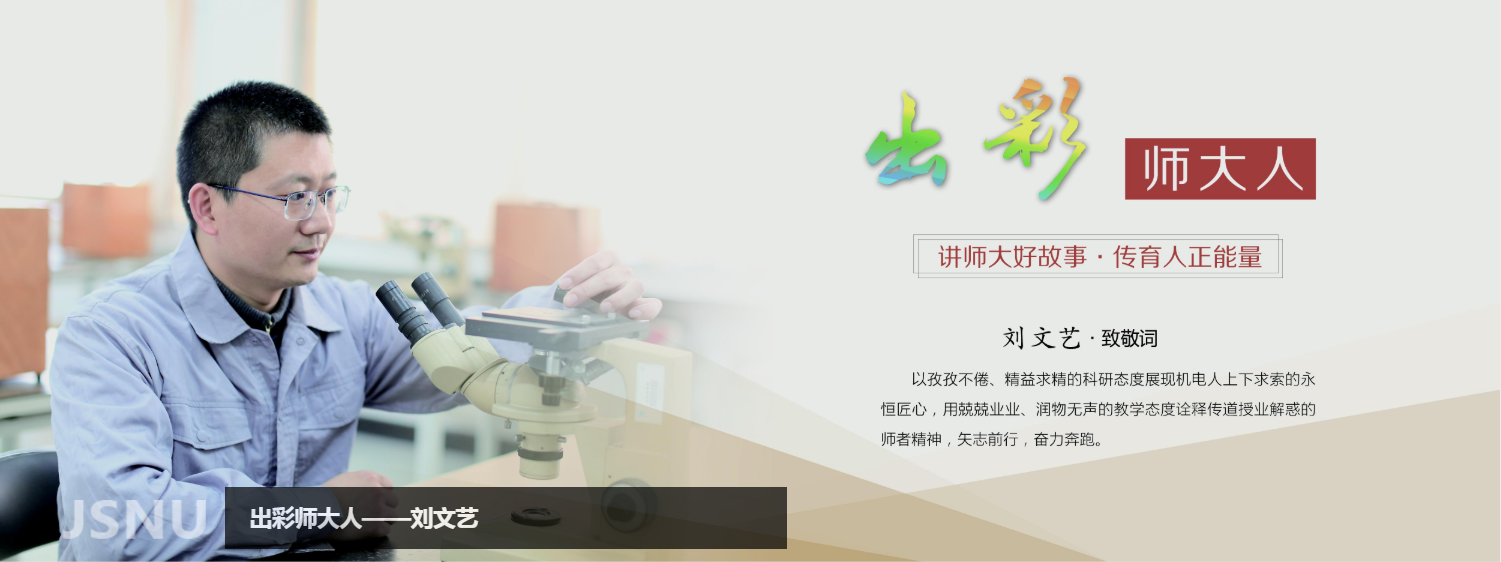 出彩
师大人
讲师大好故事·传育人正能量
刘文艺·致敬词
以孜孜不倦、精益求精的科研态度展现机电人上下求索的永
恒匠心，用兢兢业业、润物无声的教学态度诠释传道授业解惑的
师者精神，矢志前行，奋力奔跑。
JSNU
出彩师大人——刘文艺